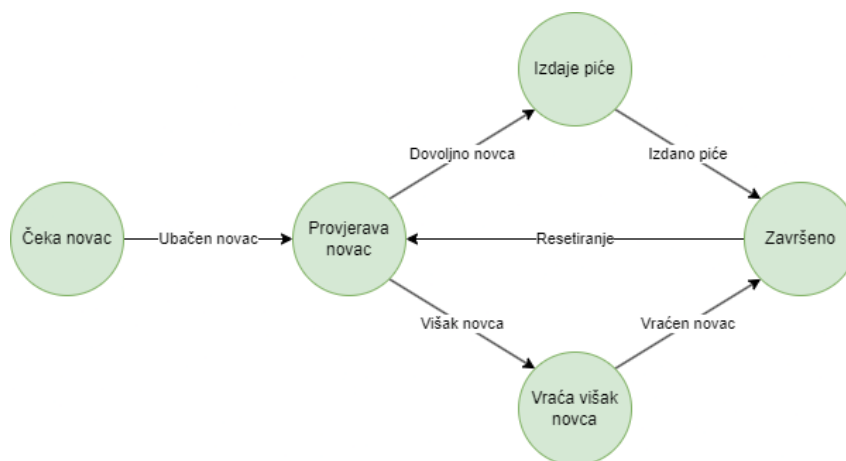 Izdaje piće
Dovoljno novca
Izdano piće
Čeka novac
Ubačen novac
Provjerava
novac
Resetiranje
Završeno
Višak novca
Vraćen novac
Vraća višak
novca